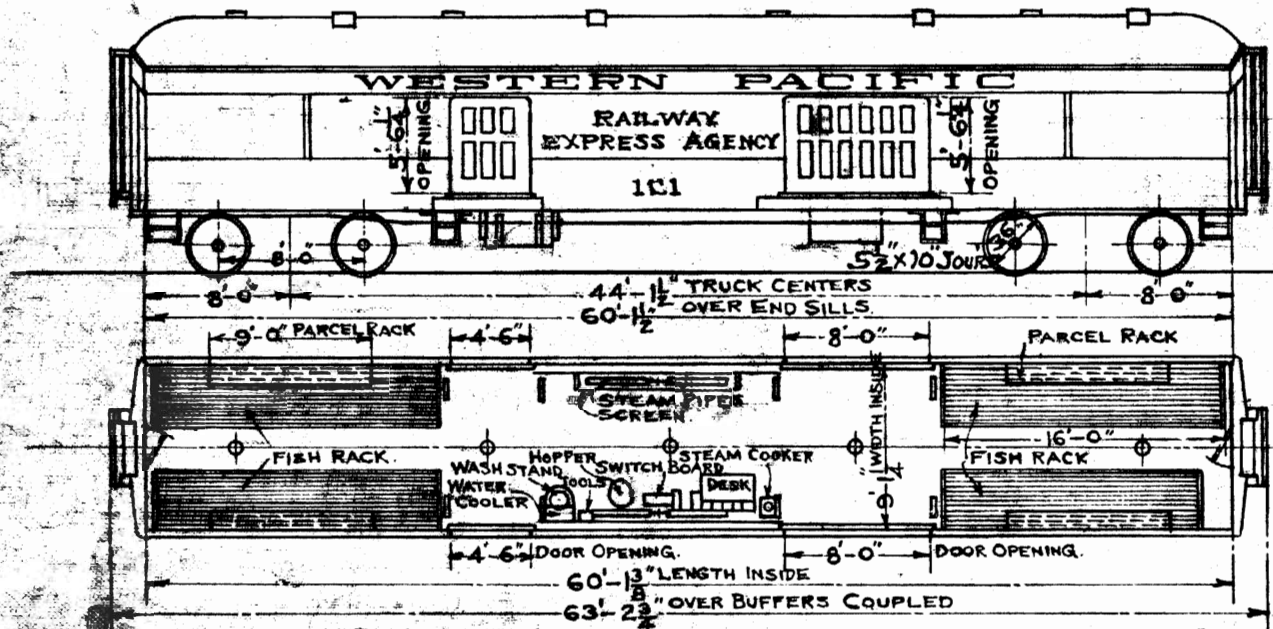 WESTERN PACIFIC
RAILWAY
EXPRESS AGENCY
5'-6¼" OPENING
5'-6¼" OPENING
8'-0"
36"
5½"X10" JOUR
8'-0"
44'-1½" TRUCK CENTERS
8'-0"
60'-1½" OVER END SILLS.
9'-0" PARCEL RACK
4'-6"
8'-0"
PARCEL RACK
STEAM PIPES
SCREEN.
9'-1¼" WIDTH INSIDE
16'-0"
FISH RACK.
FISH RACK
HOPPER
STEAM COOKER
WASH STAND
SWITCH BOARD
TOOLS
WATER
COOLER
DESK
4'-6" DOOR OPENING.
8'-0" DOOR OPENING.
60'-1⅜" LENGTH INSIDE
63'-2¾" OVER BUFFERS COUPLED